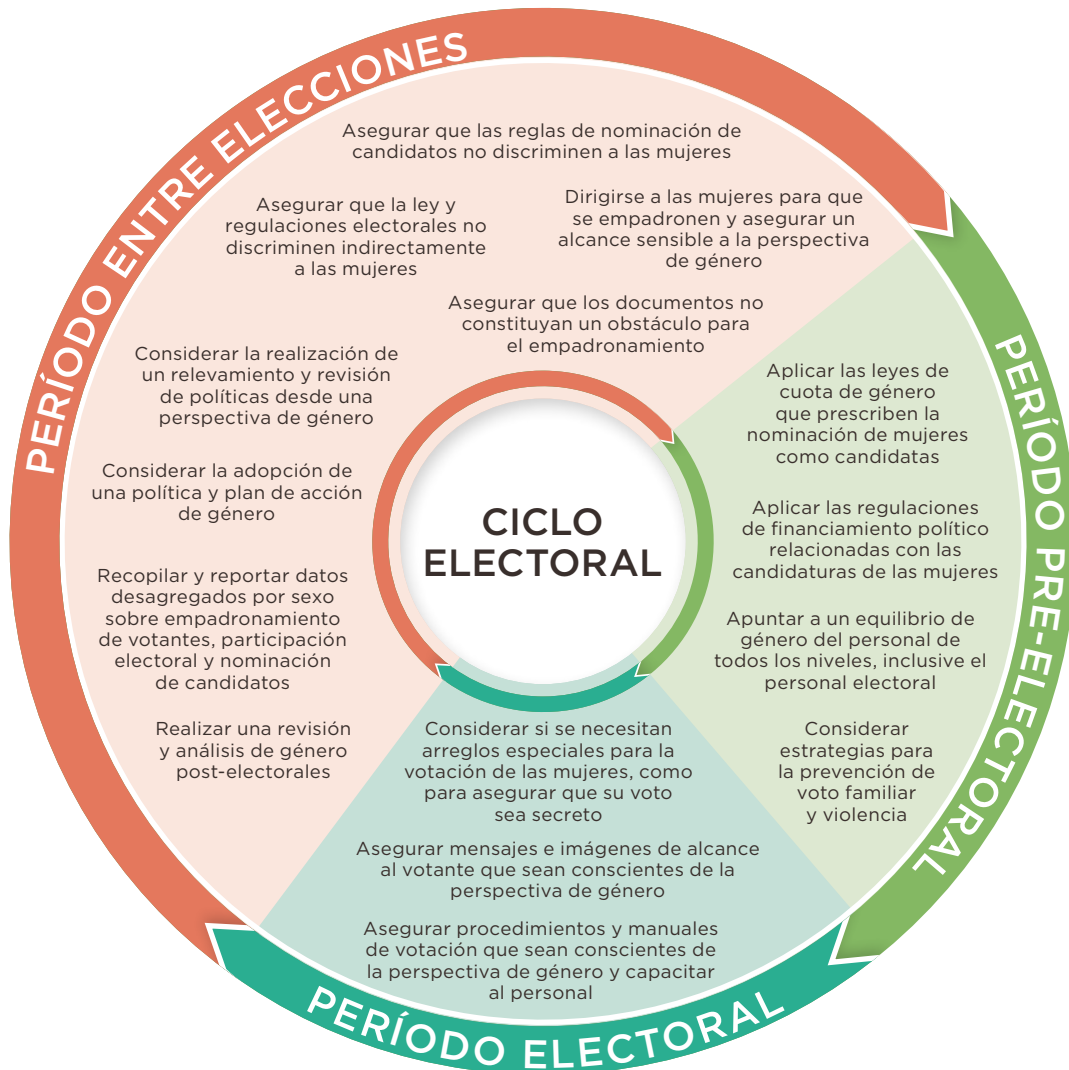 PERÍODO ENTRE ELECCIONES
Asegurar que las reglas de nominación de
candidatos no discriminen a las mujeres
Dirigirse a las mujeres para que
se empadronen y asegurar un
alcance sensible a la perspectiva
de género
Asegurar que la ley y
regulaciones electorales no
discriminen indirectamente
a las mujeres
Asegurar que los documentos no
constituyan un obstáculo para
el empadronamiento
Considerar la realización de
un relevamiento y revisión
de políticas desde una
perspectiva de género
Considerar la adopción de
una política y plan de acción
de género
Recopilar y reportar datos
desagregados por sexo
sobre empadronamiento
de votantes, participación
electoral y nominación
de candidatos
Realizar una revisión
y análisis de género
post-electorales
CICLO
ELECTORAL
PERÍODO PRE-ELECTORAL
Aplicar las leyes de
cuota de género
que prescriben la
nominación de mujeres
como candidatas
Aplicar las regulaciones
de financiamiento político
relacionadas con las
candidaturas de las mujeres
Apuntar a un equilibrio de
género del personal de
todos los niveles, inclusive el
personal electoral
Considerar
estrategias para
la prevención de
voto familiar
y violencia
Considerar si se necesitan
arreglos especiales para la
votación de las mujeres, como
para asegurar que su voto
sea secreto
Asegurar mensajes e imágenes de alcance
al votante que sean conscientes de la
perspectiva de género
Asegurar procedimientos y manuales
de votación que sean conscientes de
la perspectiva de género y capacitar
al personal
PERÍODO ELECTORAL